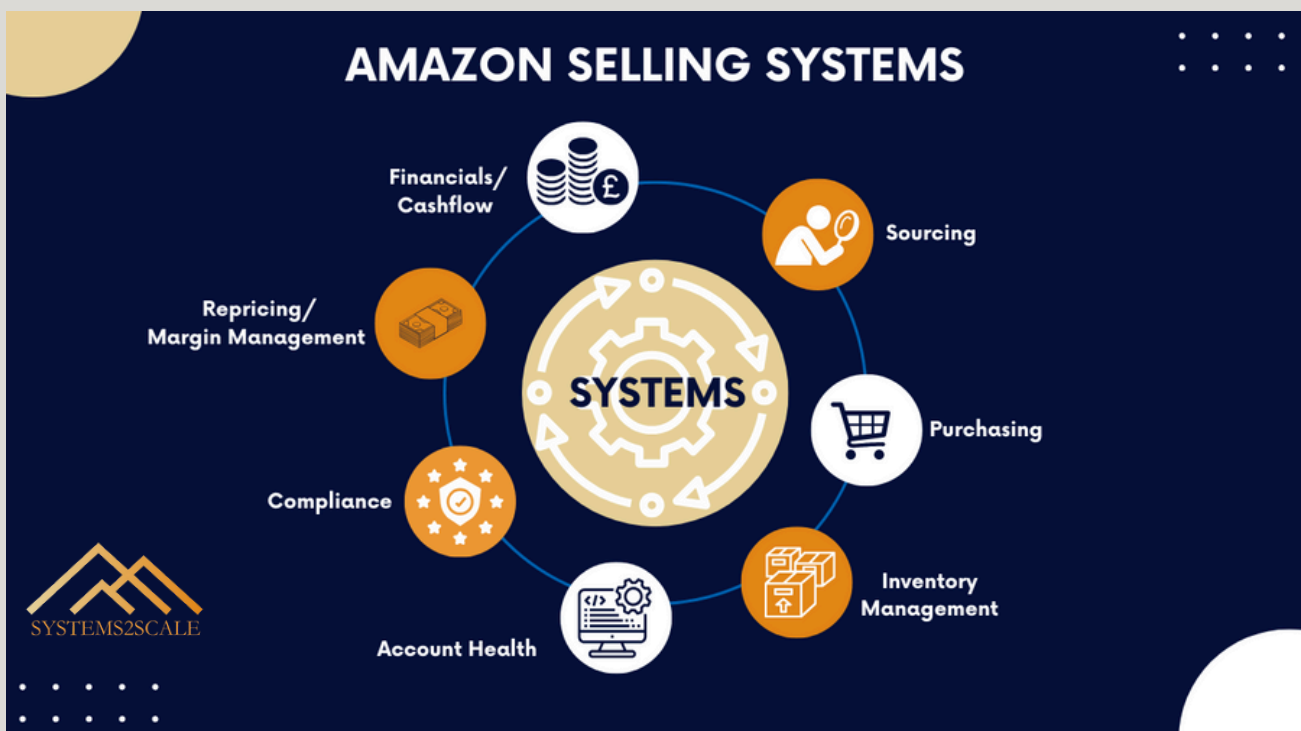 AMAZON SELLING SYSTEMS
Financials/
Cashflow
£
Sourcing
Repricing/
Margin Management
SYSTEMS
Purchasing
Compliance
</>
Inventory
Management
Account Health
SYSTEMS2SCALE